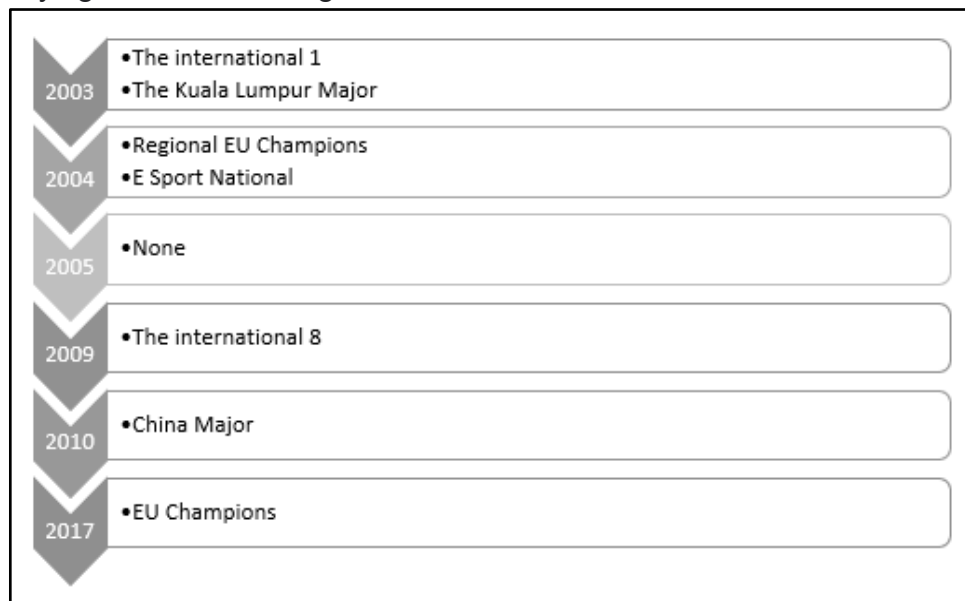 2003
•The international 1
•The Kuala Lumpur Major
2004
•Regional EU Champions
•E Sport National
2005
•None
2009
•The international 8
2010
•China Major
2017
•EU Champions